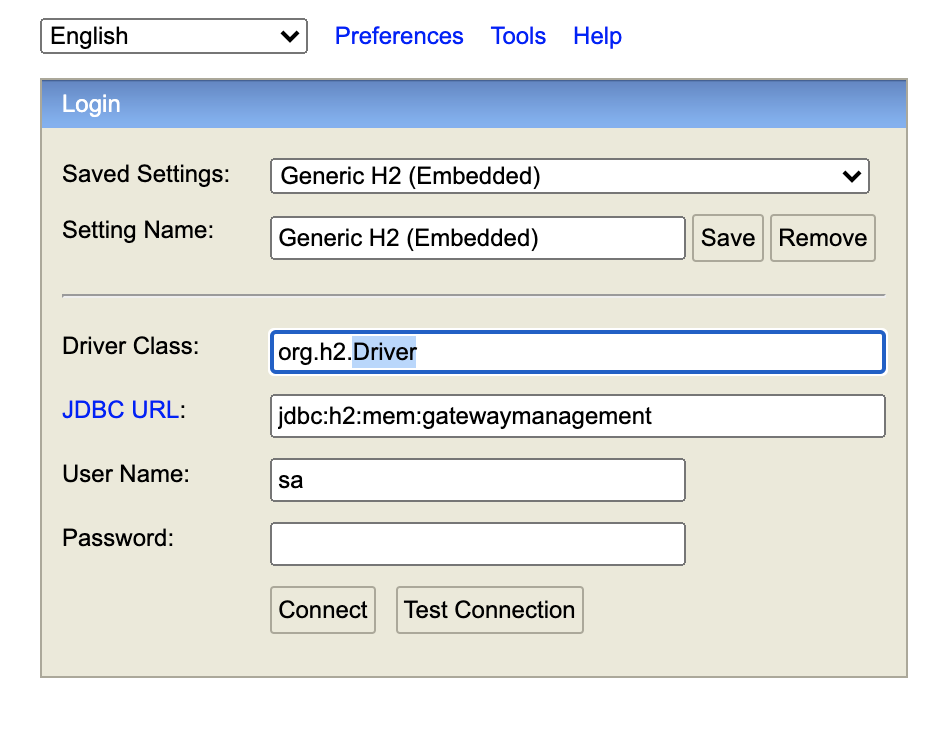 English Preferences Tools Help
Login
Saved Settings: Generic H2 (Embedded)
Setting Name: Generic H2 (Embedded) Save Remove
Driver Class: org.h2.Driver
JDBC URL: jdbc:h2:mem:gatewaymanagement
User Name: sa
Password:
Connect Test Connection